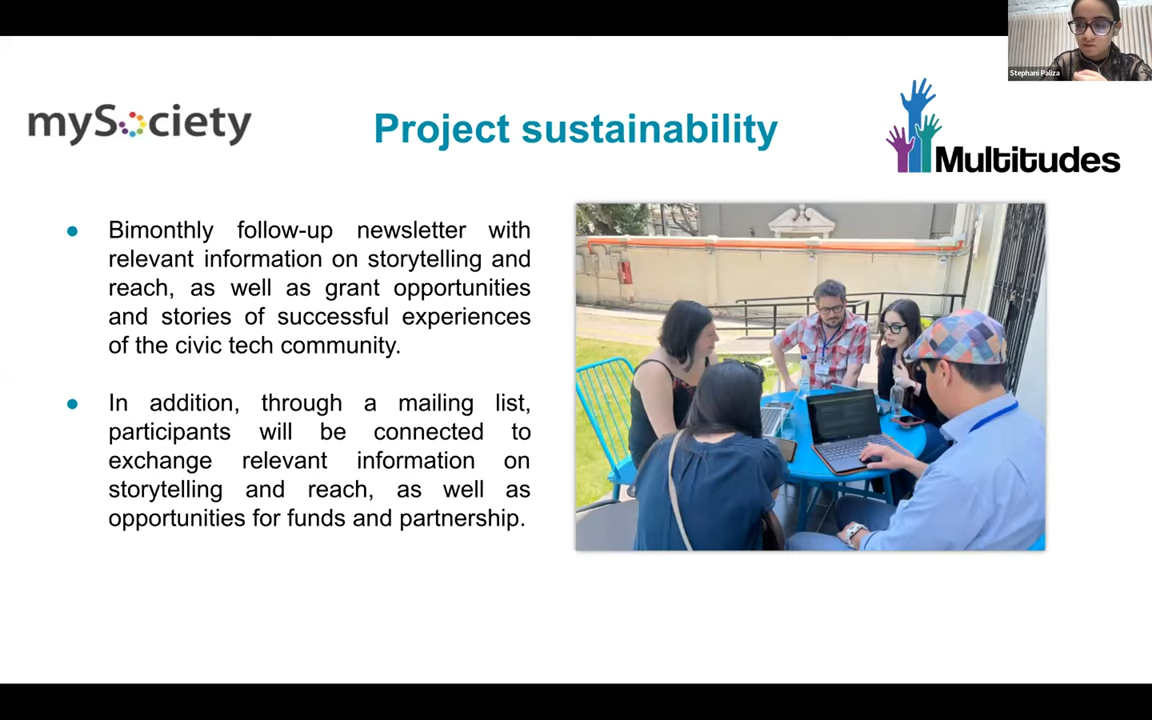 Stephani Paliza
mySociety
Project sustainability
Multitudes
● Bimonthly follow-up newsletter with
relevant information on storytelling and
reach, as well as grant opportunities
and stories of successful experiences
of the civic tech community.
● In addition, through a mailing list,
participants will be connected to
exchange relevant information on
storytelling and reach, as well as
opportunities for funds and partnership.